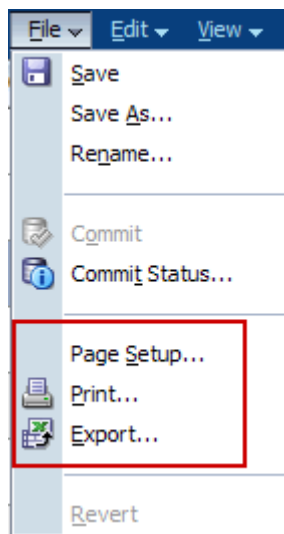 File Edit View
Save
Save As...
Rename...
Commit
Commit Status...
Page Setup...
Print...
Export...
Revert